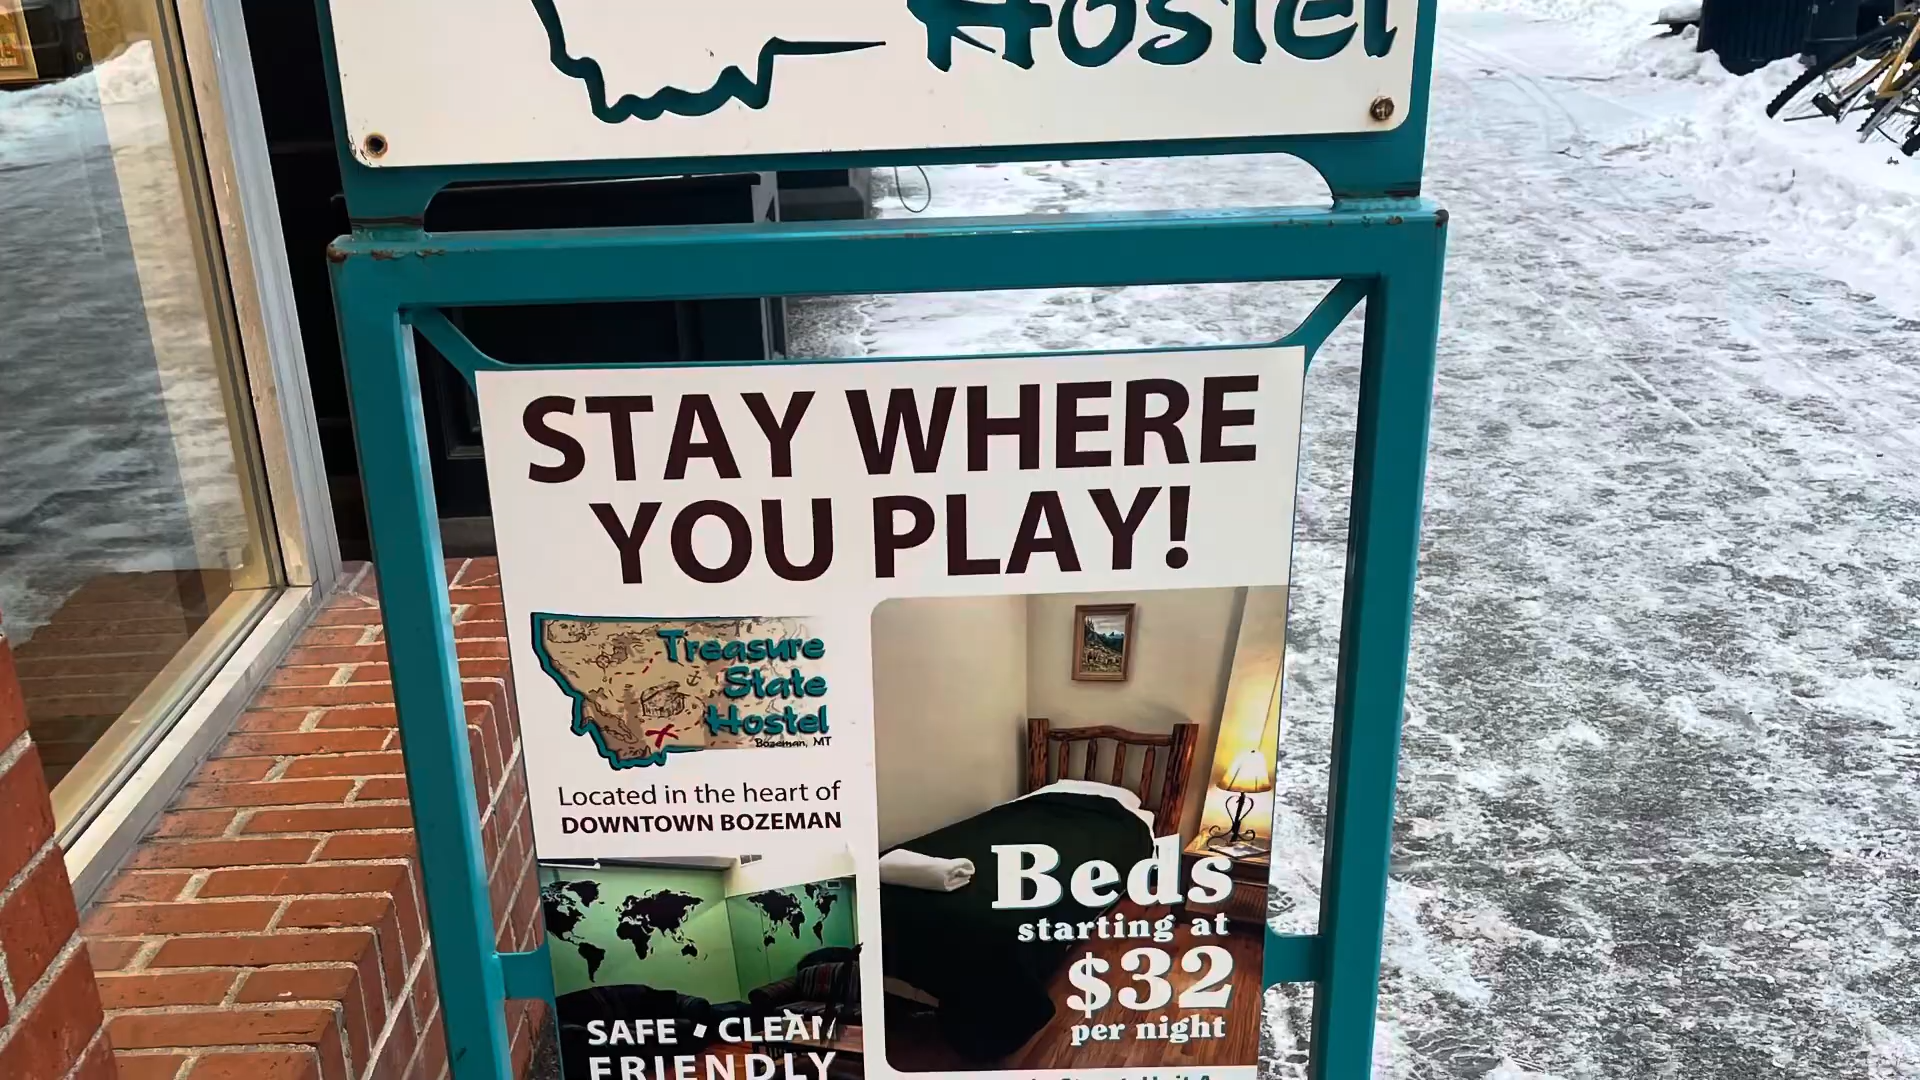 Hostel
STAY WHERE
YOU PLAY!
Treasure
State
Hostel
Bozeman, MT
Located in the heart of
DOWNTOWN BOZEMAN
Beds
starting at
$32
per night
SAFE • CLEAN
FRIENDLY